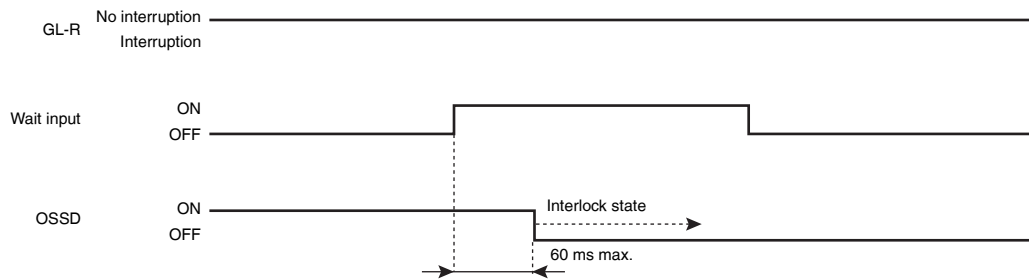 GL-R
No interruption
Interruption
Wait input
ON
OFF
OSSD
ON
OFF
Interlock state
60 ms max.